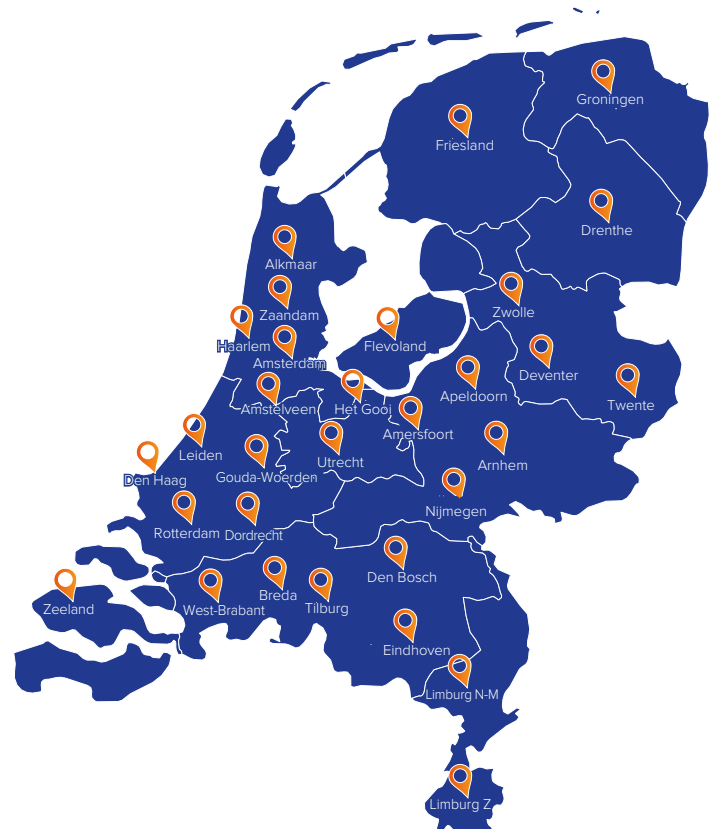 Groningen
Friesland
Drenthe
Alkmaar
Zaandam
Zwolle
Haarlem
Flevoland
Amsterdam
Deventer
Apeldoorn
Twente
Amstelveen
Het Gooi
Amersfoort
Leiden
Utrecht
Arnhem
Den Haag
Gouda-Woerden
Nijmegen
Rotterdam
Dordrecht
Den Bosch
Zeeland
West-Brabant
Breda
Tilburg
Eindhoven
Limburg N-M
Limburg Z